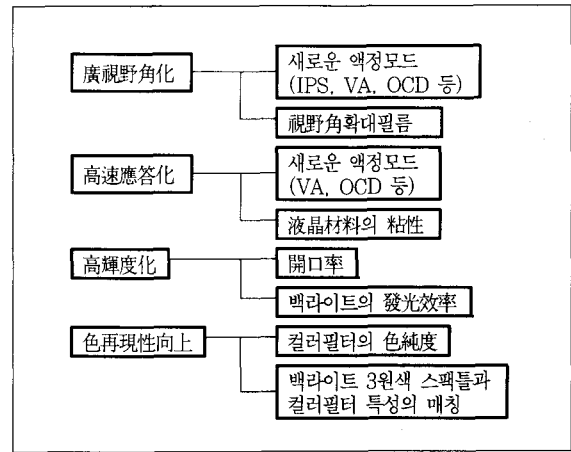 廣視野角化
새로운 액정모드
(IPS, VA, OCD 등)
視野角확대필름
高速應答化
새로운 액정모드
(VA, OCD 등)
液晶材料의 粘性
高輝度化
開口率
백라이트의 發光效率
色再現性向上
컬러필터의 色純度
백라이트 3원색 스팩틀과
컬러필터 특성의 매칭